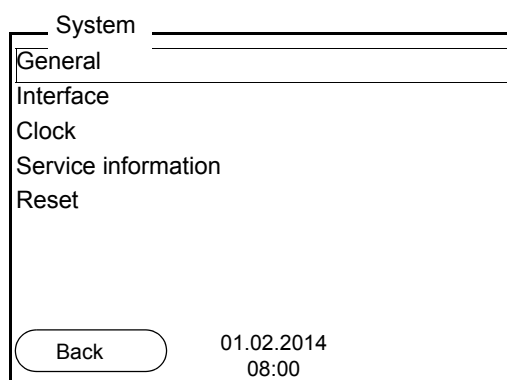 System
General
Interface
Clock
Service information
Reset
Back
01.02.2014
08:00